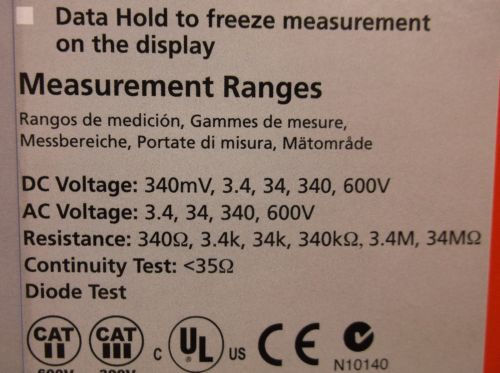 Data Hold to freeze measurement
on the display
Measurement Ranges
Rangos de medición, Gammes de mesure,
Messbereiche, Portate di misura, Mätområde
DC Voltage: 340mV, 3.4, 34, 340, 600V
AC Voltage: 3.4, 34, 340, 600V
Resistance: 340Ω, 3.4k, 34k, 340kΩ, 3.4M, 34MΩ
Continuity Test: <35Ω
Diode Test
CAT II CAT III C UL US CE N10140
600V 300V